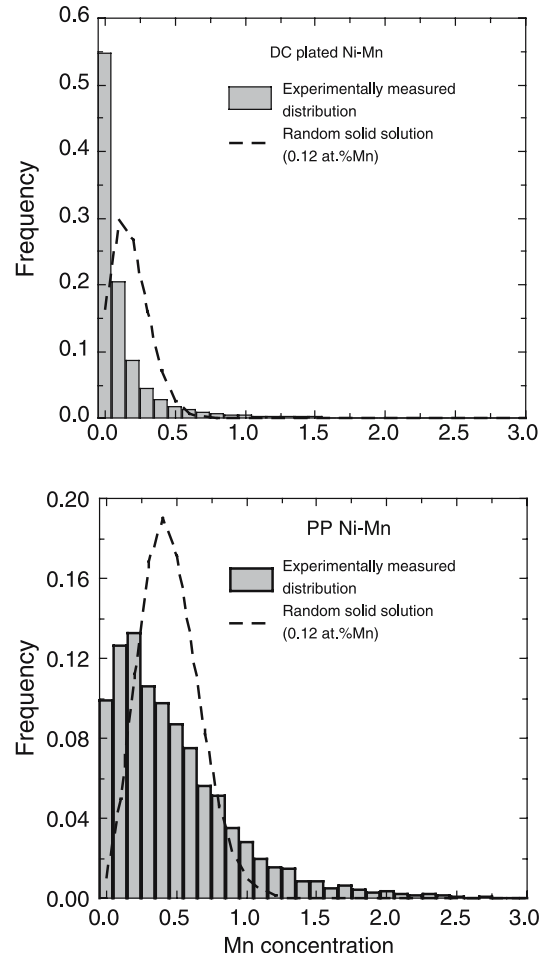 0.6
DC plated Ni-Mn
Experimentally measured
distribution
Random solid solution
(0.12 at.%Mn)
0.5
0.4
0.3
0.2
0.1
0.0
Frequency
0.0 0.5 1.0 1.5 2.0 2.5 3.0
0.20
PP Ni-Mn
Experimentally measured
distribution
Random solid solution
(0.12 at.%Mn)
0.16
0.12
0.08
0.04
0.00
Frequency
0.0 0.5 1.0 1.5 2.0 2.5 3.0
Mn concentration